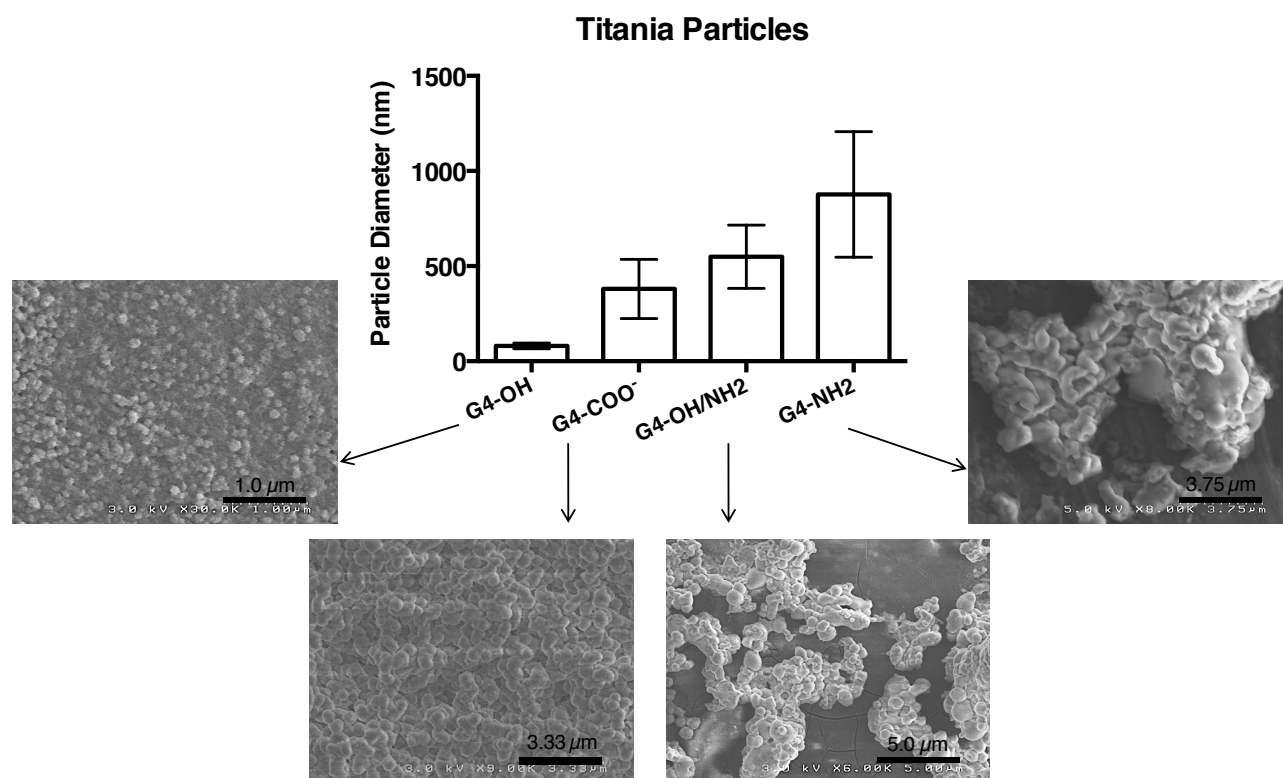 Titania Particles
Particle Diameter (nm)
1500
1000
500
0
G4-OH
G4-COO-
G4-OH/NH2
G4-NH2
1.0 µm
3.0 kV X30.0K 1.00µm
3.75 µm
5.0 kV X8.00K 3.75µm
3.33 µm
3.0 kV X9.00K 3.33µm
5.0 µm
3.0 kV X6.00K 5.00µm